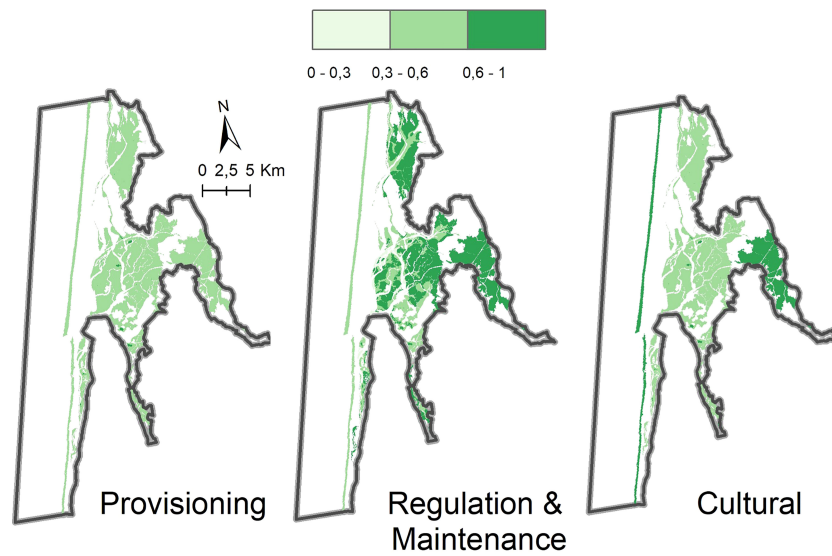 0 - 0,3 0,3 - 0,6 0,6 - 1
N
0 2,5 5 Km
Provisioning
Regulation &
Maintenance
Cultural